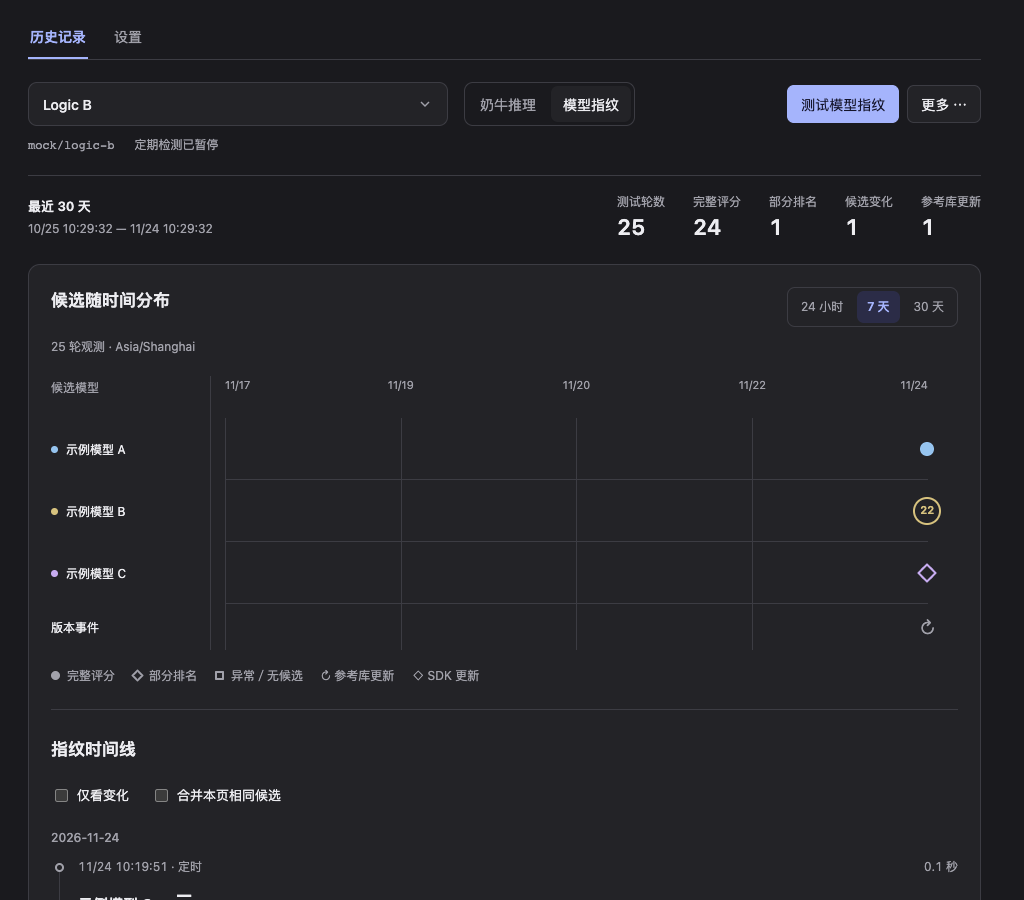 历史记录 设置
Logic B 奶牛推理 模型指纹 测试模型指纹 更多 ···
mock/logic-b 定期检测已暂停
最近 30 天
10/25 10:29:32 — 11/24 10:29:32
测试轮数 完整评分 部分排名 候选变化 参考库更新
25 24 1 1 1
候选随时间分布
24 小时 7 天 30 天
25 轮观测 · Asia/Shanghai
候选模型 11/17 11/19 11/20 11/22 11/24
示例模型 A
示例模型 B 22
示例模型 C
版本事件
完整评分 部分排名 异常 / 无候选 参考库更新 SDK 更新
指纹时间线
仅看变化 合并本页相同候选
2026-11-24
11/24 10:19:51 · 定时 0.1 秒